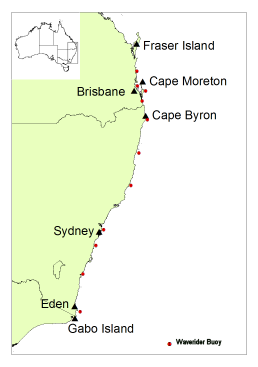 Fraser Island
Cape Moreton
Brisbane
Cape Byron
Sydney
Eden
Gabo Island
Waverider Buoy